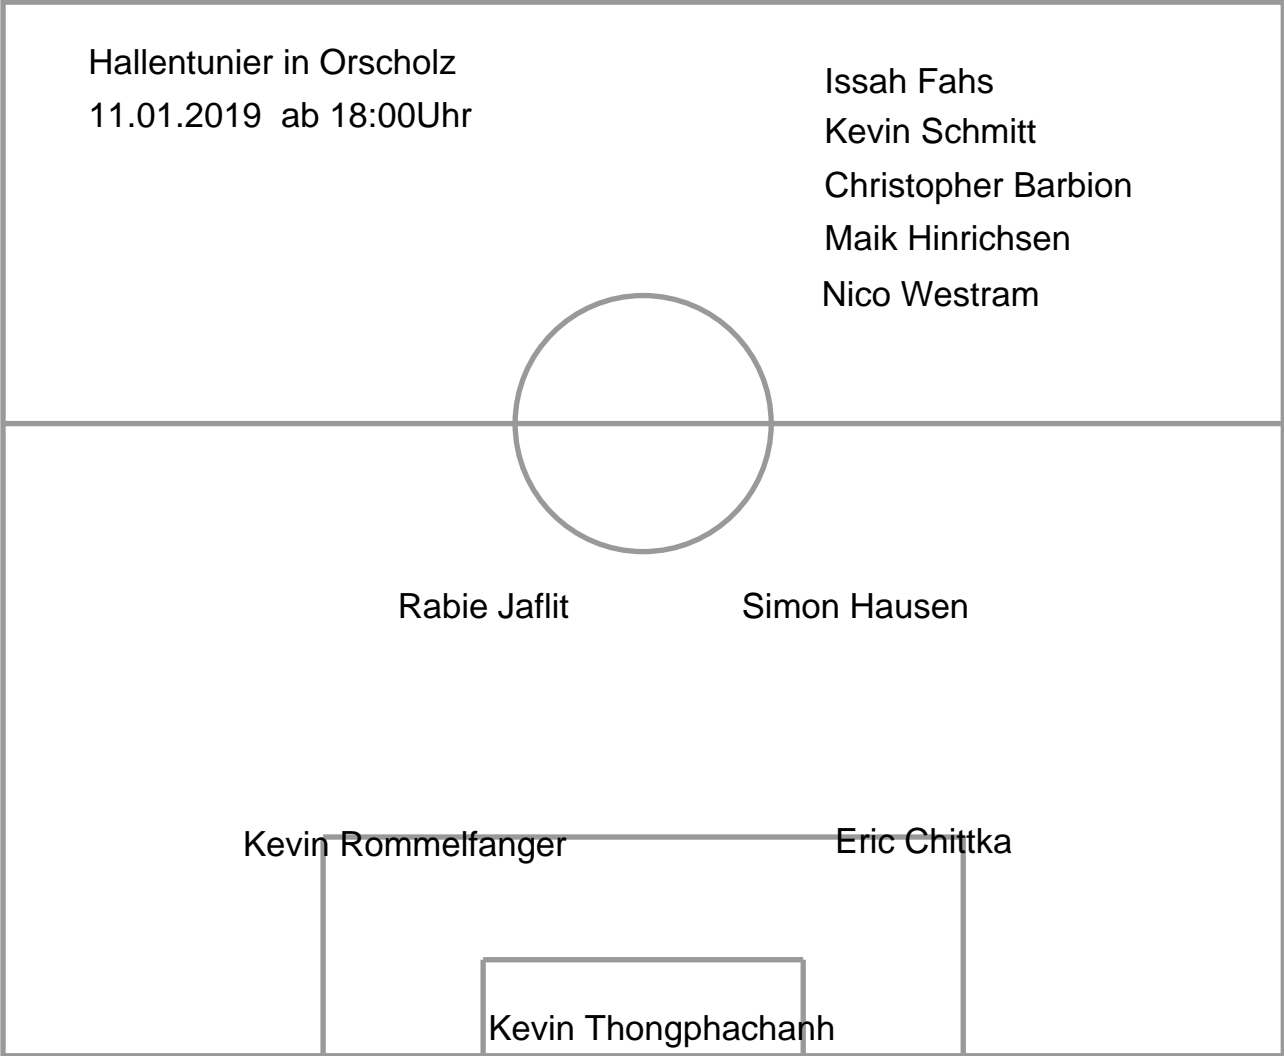 Hallentunier in Orscholz
11.01.2019  ab 18:00Uhr
Issah Fahs
Kevin Schmitt
Christopher Barbion
Maik Hinrichsen
Nico Westram
Rabie Jaflit
Simon Hausen
Kevin Rommelfanger
Eric Chittka
Kevin Thongphachanh